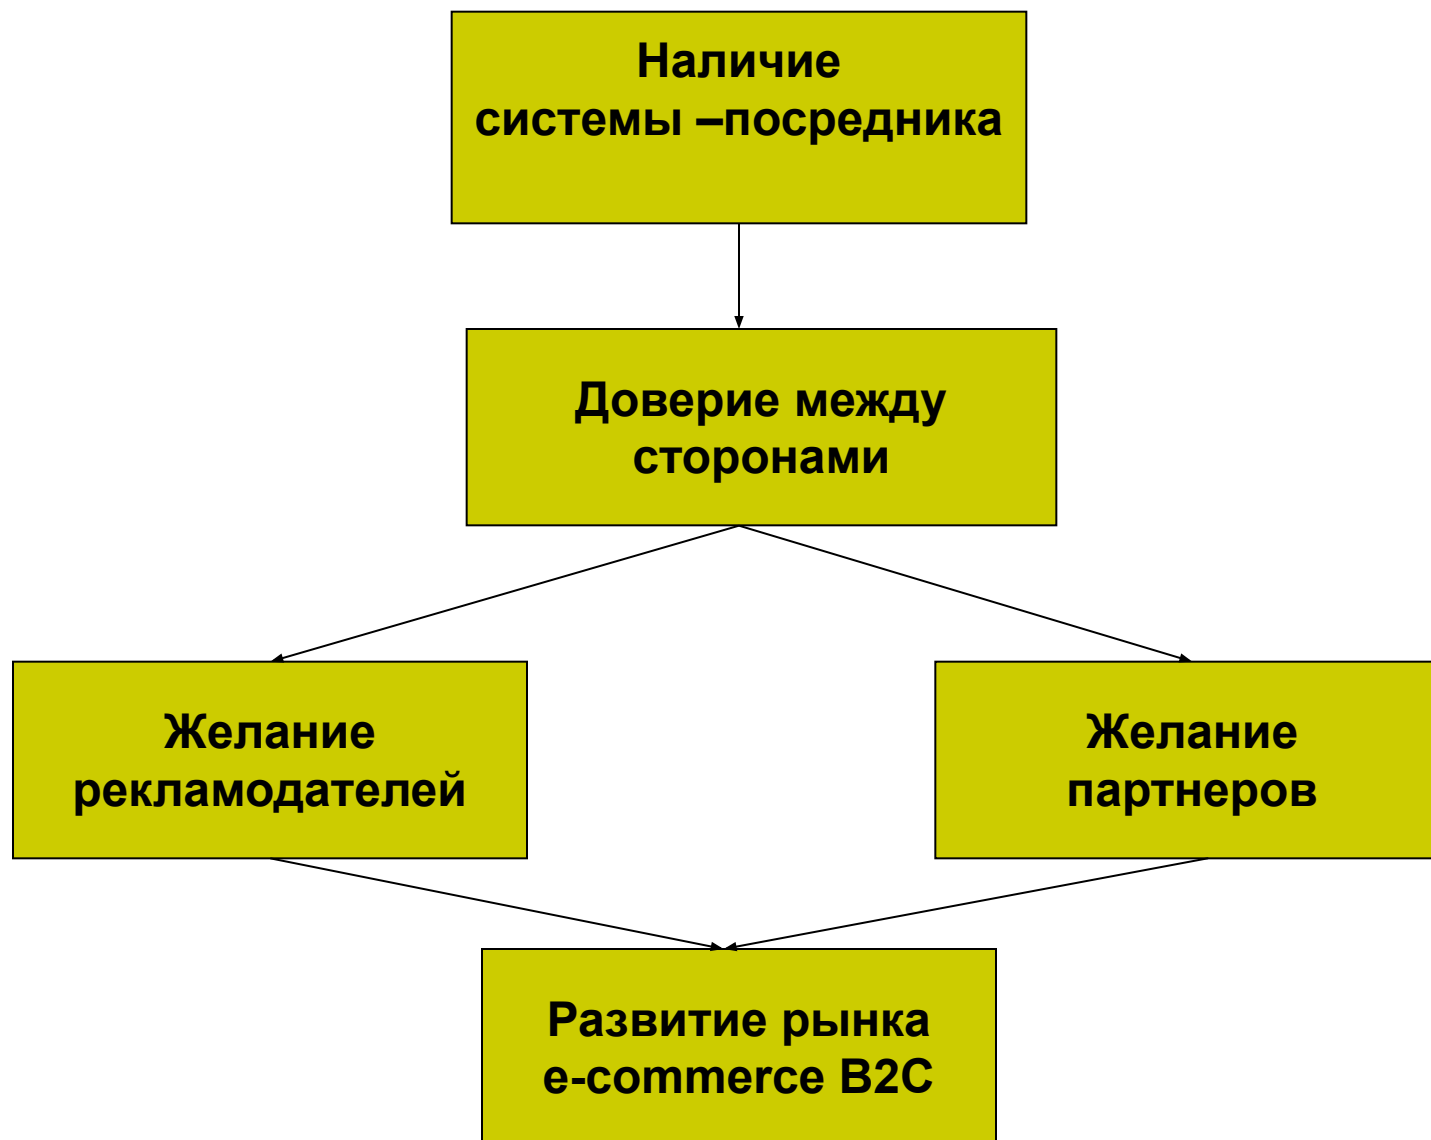 Наличие
системы –посредника
Доверие между
сторонами
Желание
рекламодателей
Желание
партнеров
Развитие рынка
e-commerce B2C